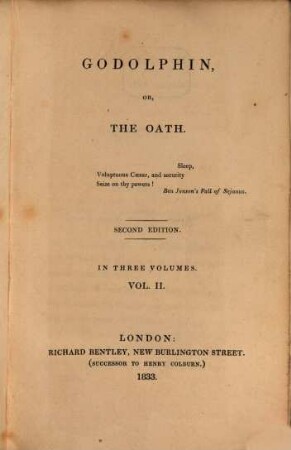 GODOLPHIN,
OR,
THE OATH.
Sleep,
Voluptuous Cæsar, and security
Seize on thy powers!
Ben Jonson's Fall of Sejanus.
SECOND EDITION.
IN THREE VOLUMES.
VOL. II.
LONDON:
RICHARD BENTLEY, NEW BURLINGTON STREET.
(SUCCESSOR TO HENRY COLBURN.)
1833.